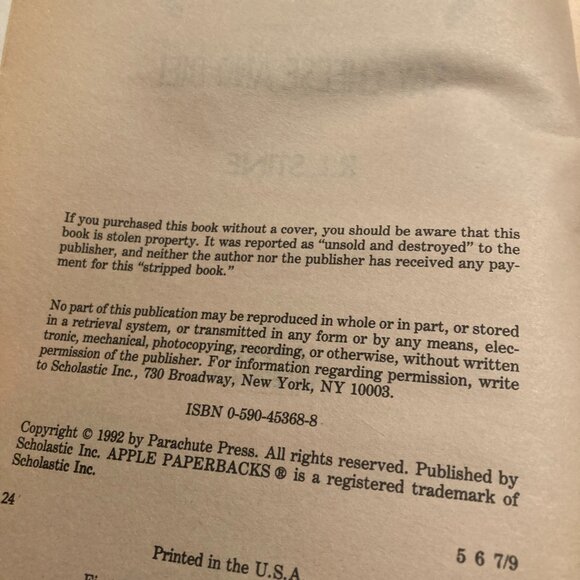 If you purchased this book without a cover, you should be aware that this
book is stolen property. It was reported as “unsold and destroyed” to the
publisher, and neither the author nor the publisher has received any pay-
ment for this “stripped book.”
No part of this publication may be reproduced in whole or in part, or stored
in a retrieval system, or transmitted in any form or by any means, elec-
tronic, mechanical, photocopying, recording, or otherwise, without written
permission of the publisher. For information regarding permission, write
to Scholastic Inc., 730 Broadway, New York, NY 10003.
ISBN 0-590-45368-8
Copyright © 1992 by Parachute Press. All rights reserved. Published by
Scholastic Inc. APPLE PAPERBACKS ® is a registered trademark of
Scholastic Inc.
24 5 6 7/9
Printed in the U.S.A